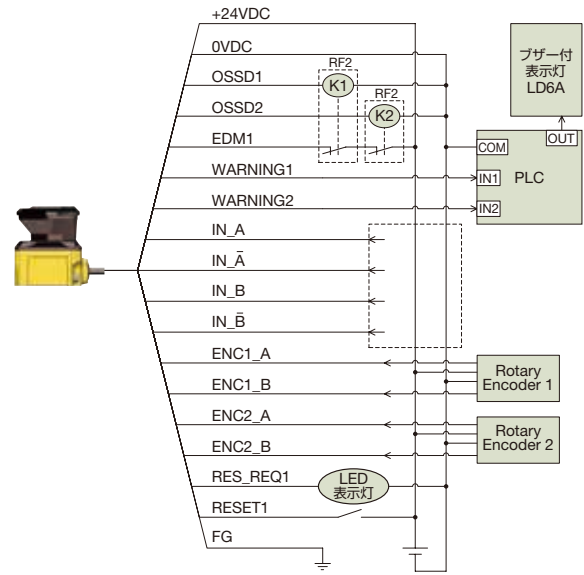 +24VDC
0VDC
OSSD1
OSSD2
EDM1
WARNING1
WARNING2
IN_A
IN_Ā
IN_B
IN_B̄
ENC1_A
ENC1_B
ENC2_A
ENC2_B
RES_REQ1
RESET1
FG
RF2
K1
RF2
K2
LED
表示灯
ブザー付
表示灯
LD6A
OUT
COM
IN1
PLC
IN2
Rotary
Encoder 1
Rotary
Encoder 2